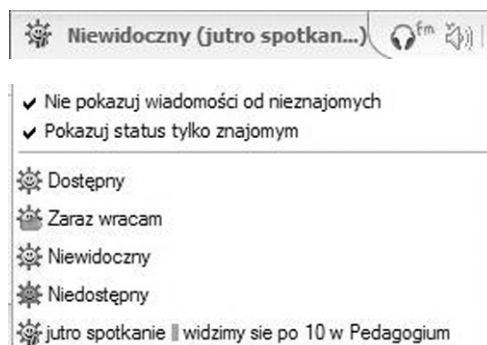 Niewidoczny (jutro spotkan...) fm
Nie pokazuj wiadomości od nieznajomych
Pokazuj status tylko znajomym
Dostępny
Zaraz wracam
Niewidoczny
Niedostępny
jutro spotkanie || widzimy sie po 10 w Pedagogium